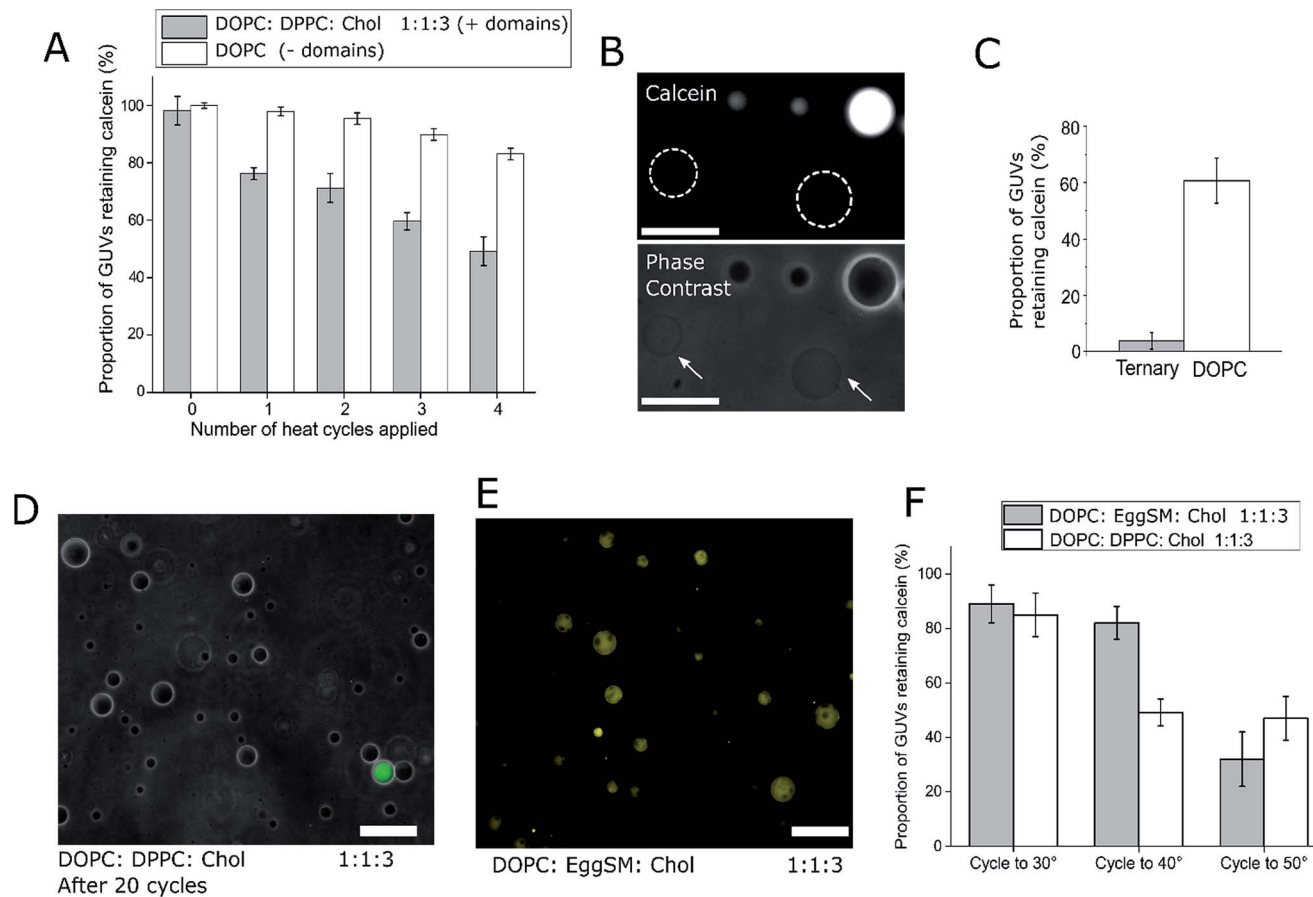 A
DOPC: DPPC: Chol 1:1:3 (+ domains)
DOPC (- domains)
Proportion of GUVs retaining calcein (%)
100
80
60
40
20
0
0 1 2 3 4
Number of heat cycles applied
B
Calcein
Phase
Contrast
C
Proportion of GUVs
retaining calcein (%)
80
60
40
20
0
Ternary DOPC
D
DOPC: DPPC: Chol 1:1:3
After 20 cycles
E
DOPC: EggSM: Chol 1:1:3
F
DOPC: EggSM: Chol 1:1:3
DOPC: DPPC: Chol 1:1:3
Proportion of GUVs retaining calcein (%)
100
80
60
40
20
0
Cycle to 30° Cycle to 40° Cycle to 50°